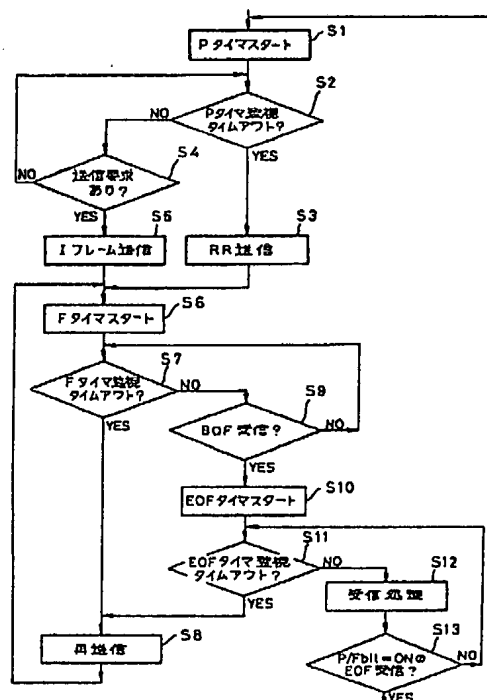 Pタイマスタート
S1
S2
Pタイマ監視
タイムアウト?
NO
YES
S4
送信要求
あり?
NO
YES
S5
Iフレーム送信
S3
RR送信
S6
Fタイマスタート
S7
Fタイマ監視
タイムアウト?
NO
YES
S9
BOF受信?
NO
YES
S10
EOFタイマスタート
S11
EOFタイマ監視
タイムアウト?
NO
YES
S12
受信処理
S8
再送信
S13
P/Fbit=ONの
EOF受信?
NO
YES